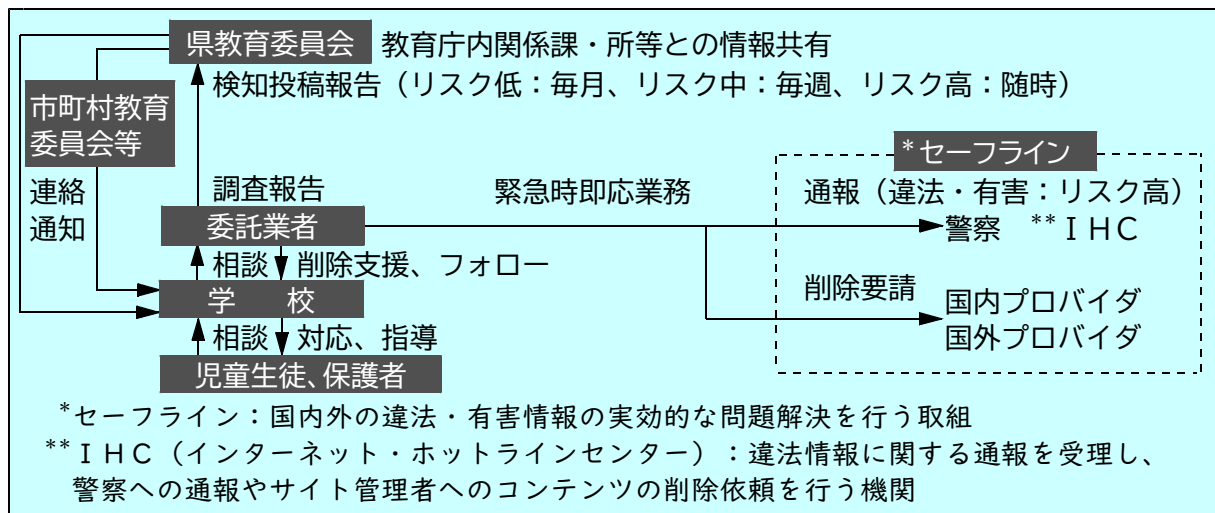 県教育委員会 教育庁内関係課・所等との情報共有
検知投稿報告（リスク低：毎月、リスク中：毎週、リスク高：随時）
市町村教育
委員会等
連絡
通知
調査報告
委託業者
相談 削除支援、フォロー
学　校
相談 対応、指導
児童生徒、保護者
緊急時即応業務
*セーフライン
通報（違法・有害：リスク高）
警察 **ＩＨＣ
削除要請
国内プロバイダ
国外プロバイダ
*セーフライン：国内外の違法・有害情報の実効的な問題解決を行う取組
**ＩＨＣ（インターネット・ホットラインセンター）：違法情報に関する通報を受理し、
警察への通報やサイト管理者へのコンテンツの削除依頼を行う機関